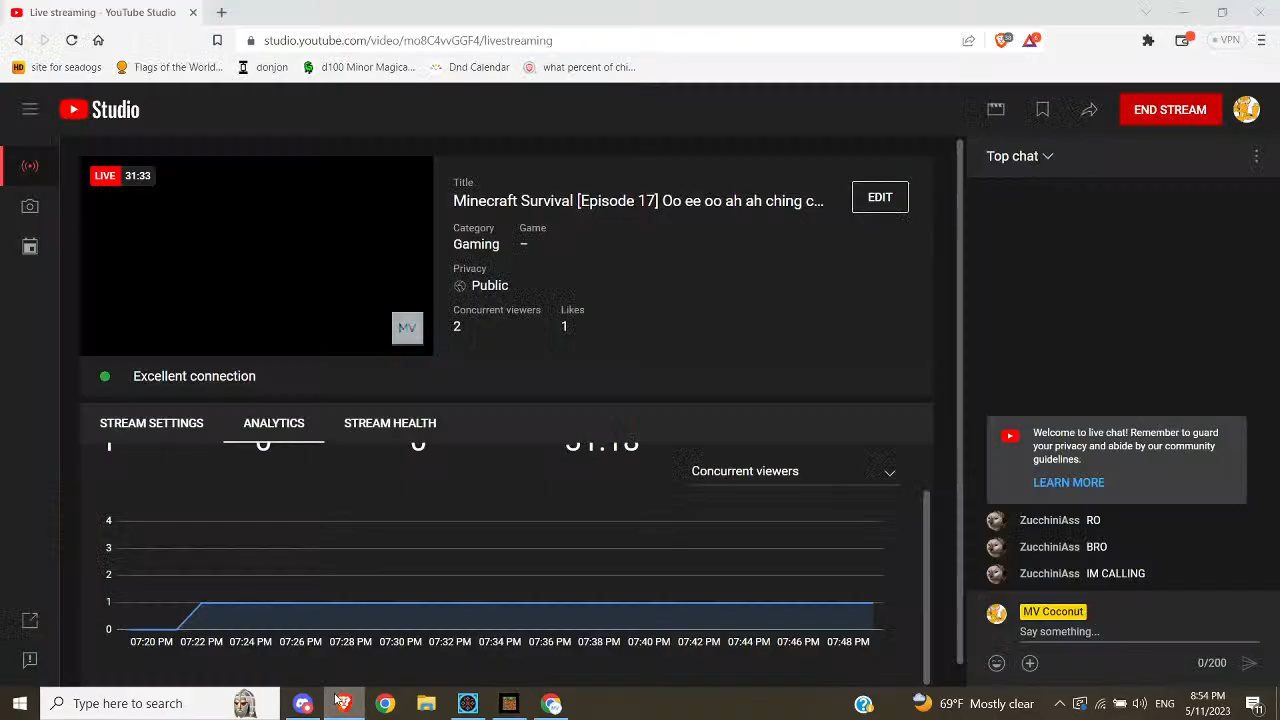 Live streaming - YouTube Studio
studio.youtube.com/video/mo8C4vvGGF4/livestreaming
VPN
HD site for seadogs
Tlags of the World...
donjon
d100 Minor Magica...
nd Calendar
what percent of chi...
Studio
END STREAM
LIVE 31:33
MV
Title
Minecraft Survival [Episode 17] Oo ee oo ah ah ching c...
EDIT
Category Game
Gaming –
Privacy
Public
Concurrent viewers Likes
2 1
Excellent connection
STREAM SETTINGS ANALYTICS STREAM HEALTH
Concurrent viewers
4
3
2
1
0
07:20 PM 07:22 PM 07:24 PM 07:26 PM 07:28 PM 07:30 PM 07:32 PM 07:34 PM 07:36 PM 07:38 PM 07:40 PM 07:42 PM 07:44 PM 07:46 PM 07:48 PM
Top chat
Welcome to live chat! Remember to guard
your privacy and abide by our community
guidelines.
LEARN MORE
ZucchiniAss RO
ZucchiniAss BRO
ZucchiniAss IM CALLING
MV Coconut
Say something...
0/200
Type here to search
69°F Mostly clear
8:54 PM
5/11/2023